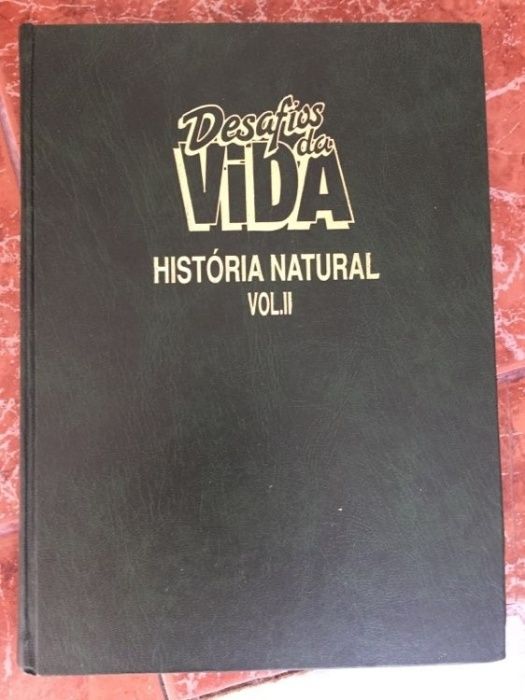 Desafios
da
ViDA
HISTÓRIA NATURAL
VOL.II